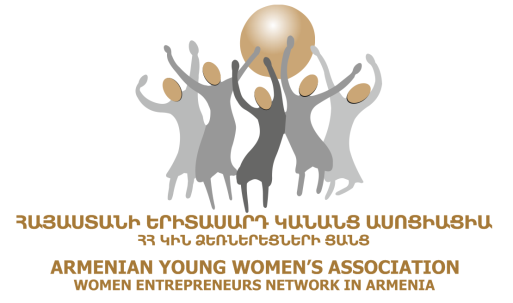 ՀԱՅԱՍՏԱՆԻ ԵՐԻՏԱՍԱՐԴ ԿԱՆԱՆՑ ԱՍՈՑԻԱՑԻԱ
ՀՀ ԿԻՆ ՁԵՌՆԵՐԵՑՆԵՐԻ ՑԱՆՑ
ARMENIAN YOUNG WOMEN’S ASSOCIATION
WOMEN ENTREPRENEURS NETWORK IN ARMENIA